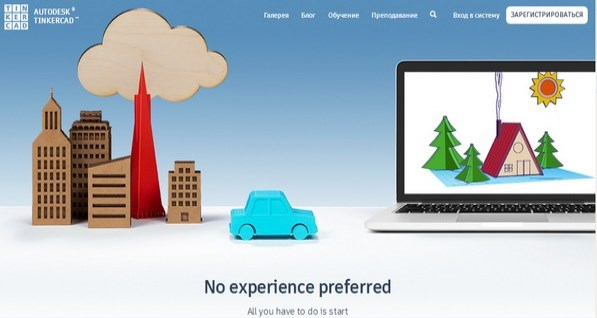 TIN
KER
CAD
AUTODESK®
TINKERCAD™
Галерея Блог Обучение Преподавание Вход в систему ЗАРЕГИСТРИРОВАТЬСЯ
No experience preferred
All you have to do is start